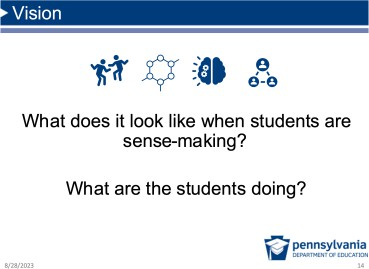 Vision
What does it look like when students are
sense-making?
What are the students doing?
pennsylvania
DEPARTMENT OF EDUCATION
8/28/2023
14